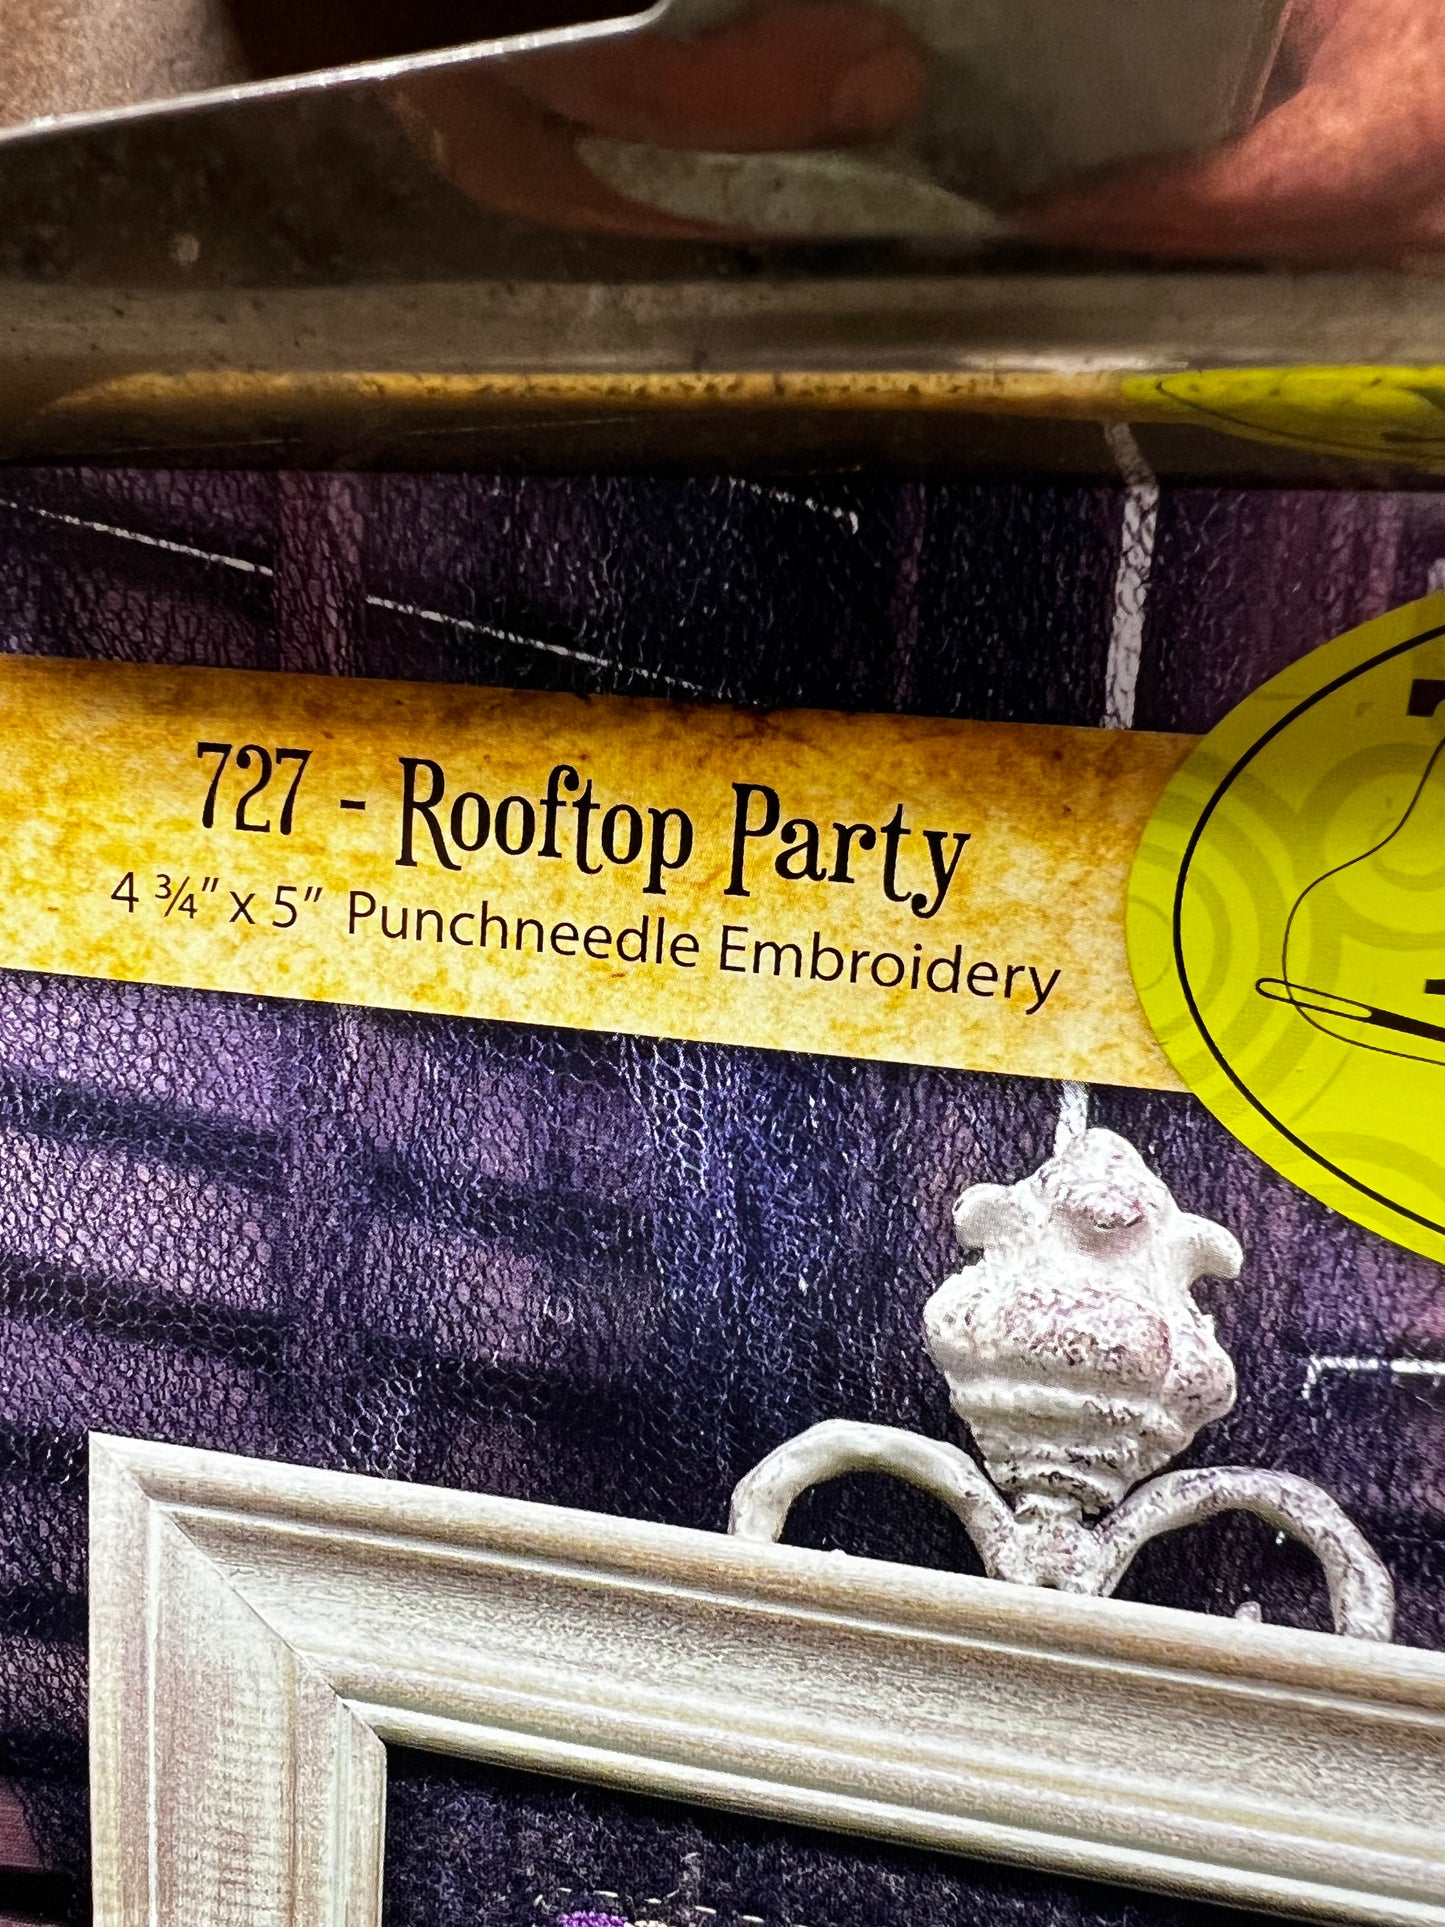 727 - Rooftop Party
4 ¾" x 5" Punchneedle Embroidery